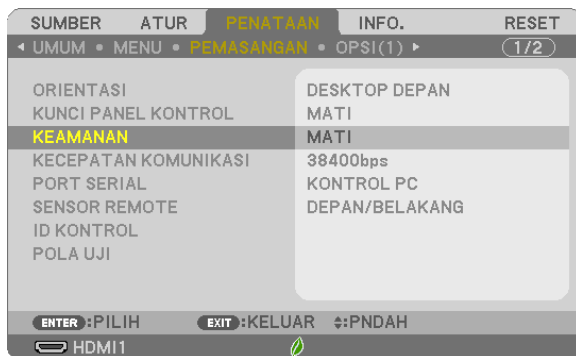 SUMBER ATUR PENATAAN INFO. RESET
UMUM • MENU • PEMASANGAN • OPSI(1) 1/2
ORIENTASI DESKTOP DEPAN
KUNCI PANEL KONTROL MATI
KEAMANAN MATI
KECEPATAN KOMUNIKASI 38400bps
PORT SERIAL KONTROL PC
SENSOR REMOTE DEPAN/BELAKANG
ID KONTROL
POLA UJI
ENTER :PILIH EXIT :KELUAR :PNDAH
HDMI1